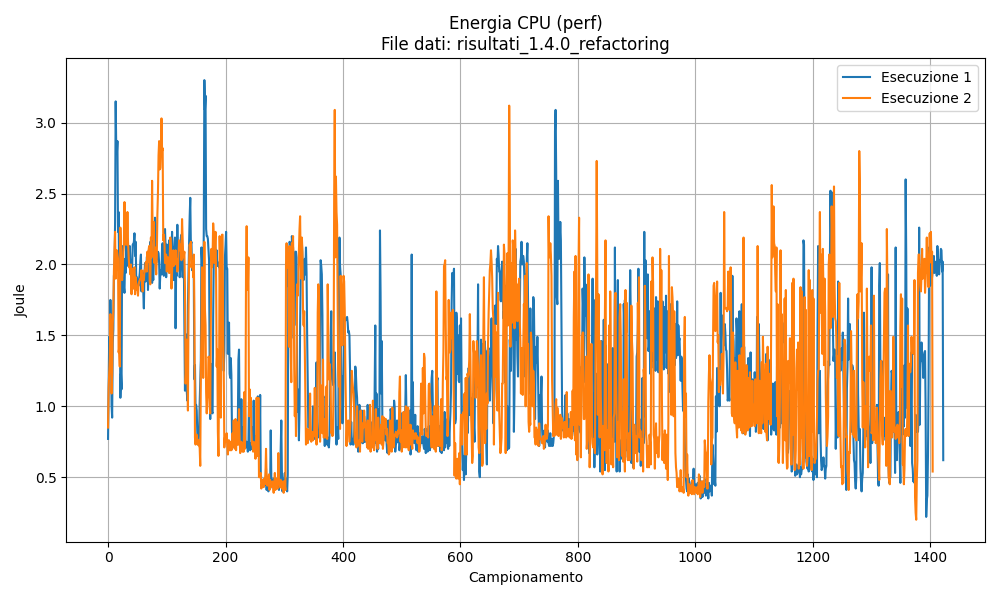 Energia CPU (perf)
File dati: risultati_1.4.0_refactoring
Esecuzione 1
Esecuzione 2
Joule
3.0
2.5
2.0
1.5
1.0
0.5
0 200 400 600 800 1000 1200 1400
Campionamento